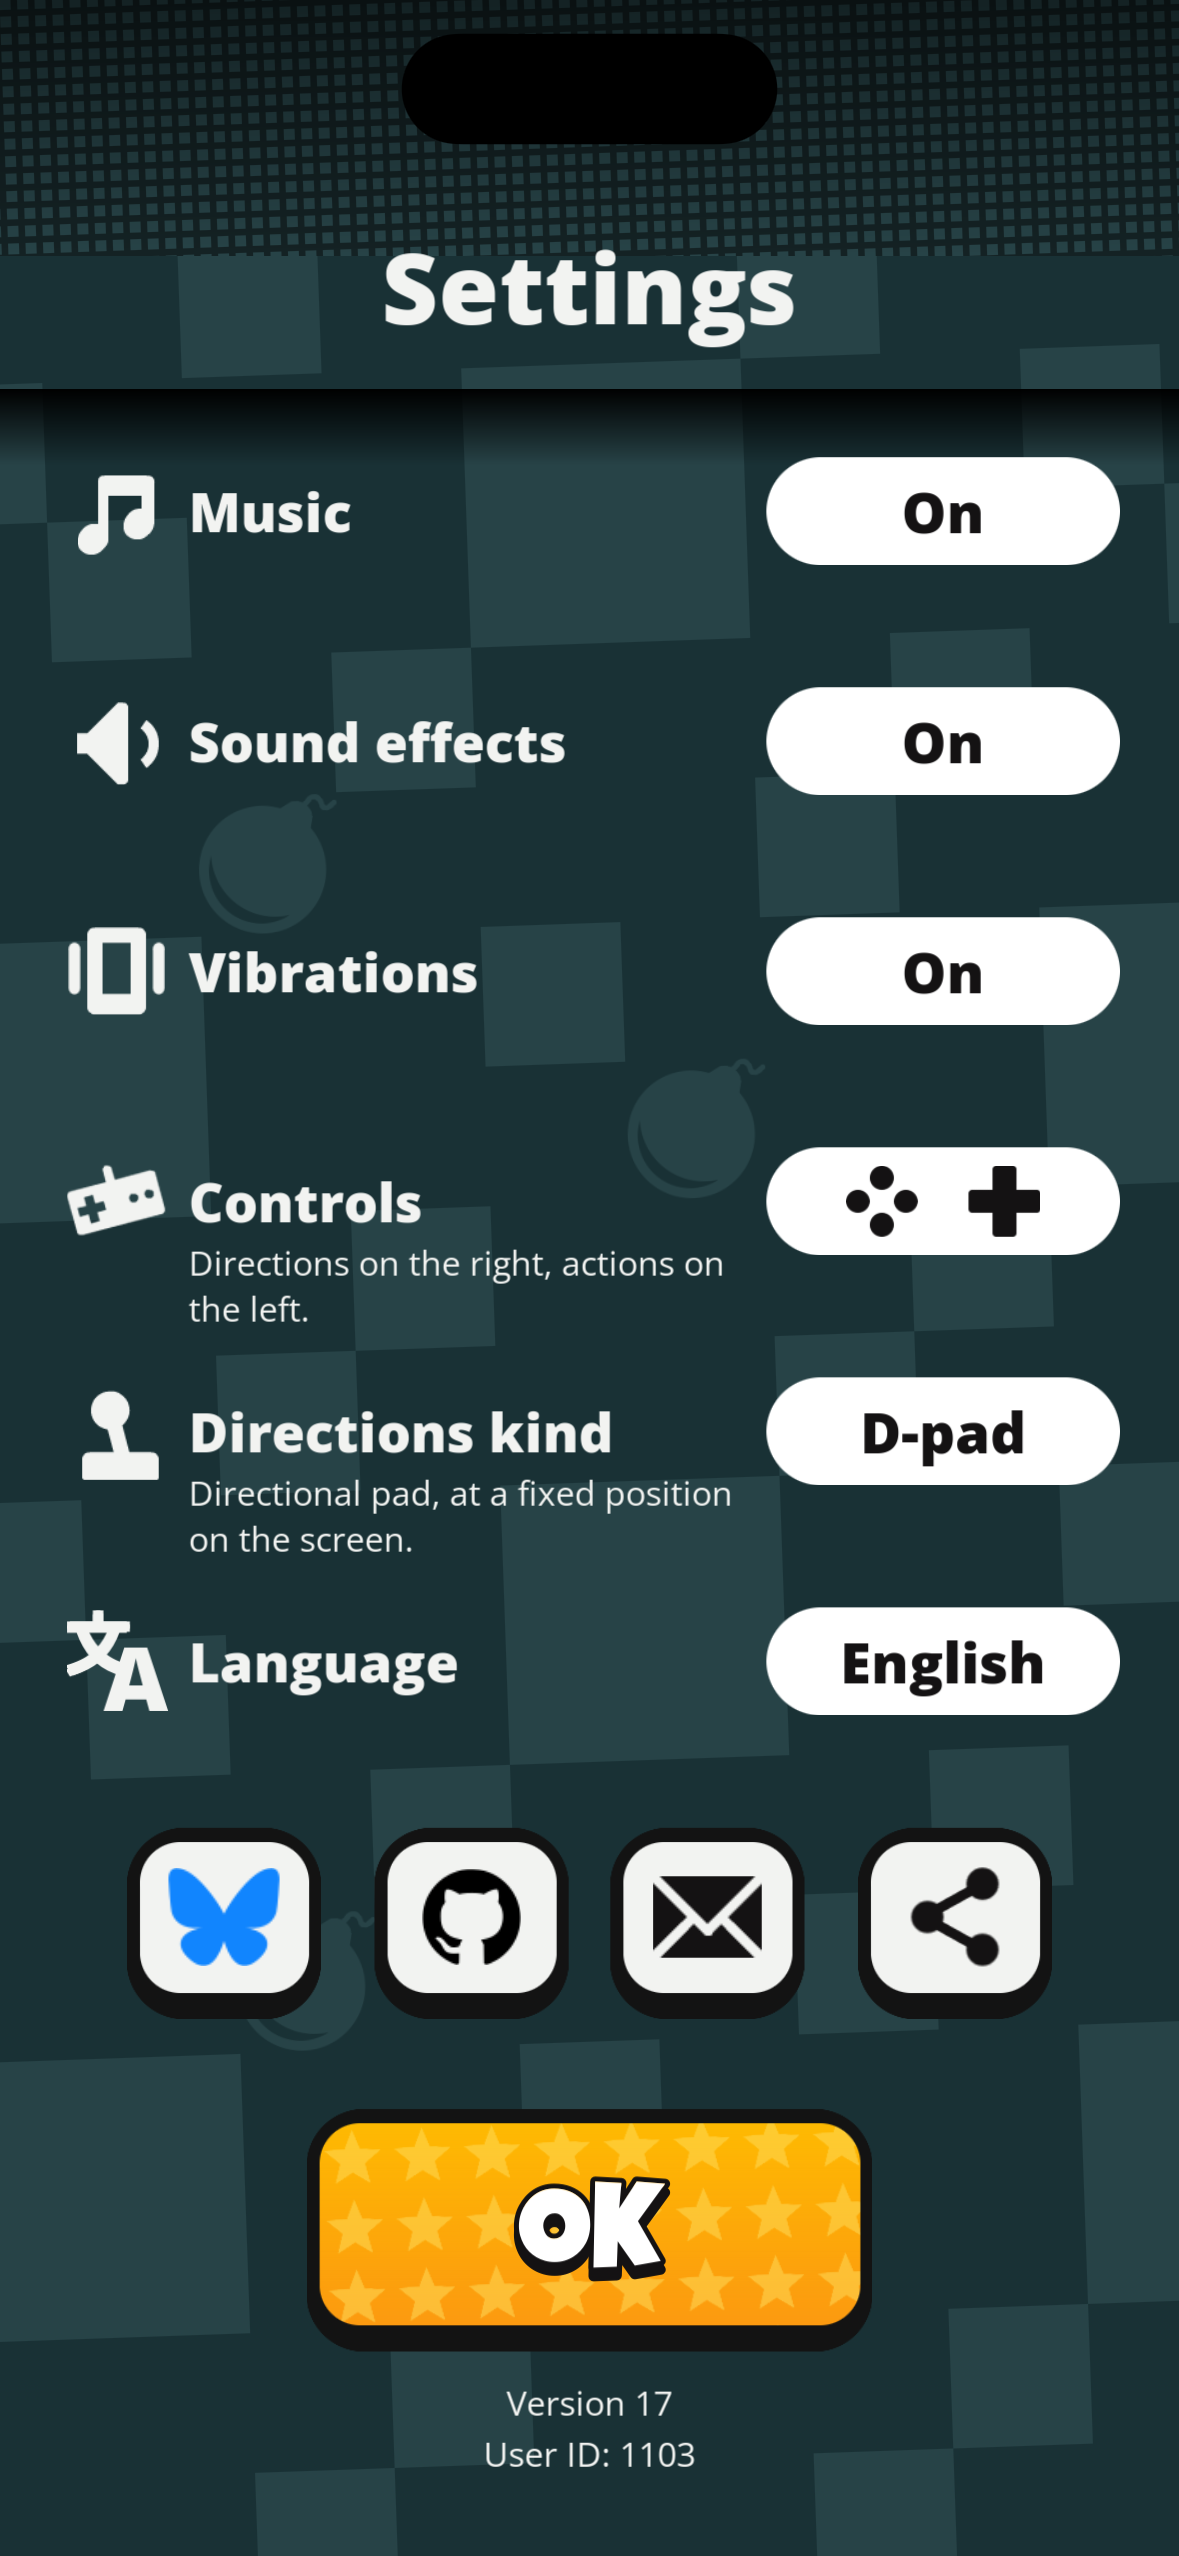 Settings
Music
On
Sound effects
On
Vibrations
On
Controls
Directions on the right, actions on
the left.
Directions kind
D-pad
Directional pad, at a fixed position
on the screen.
Language
English
OK
Version 17
User ID: 1103